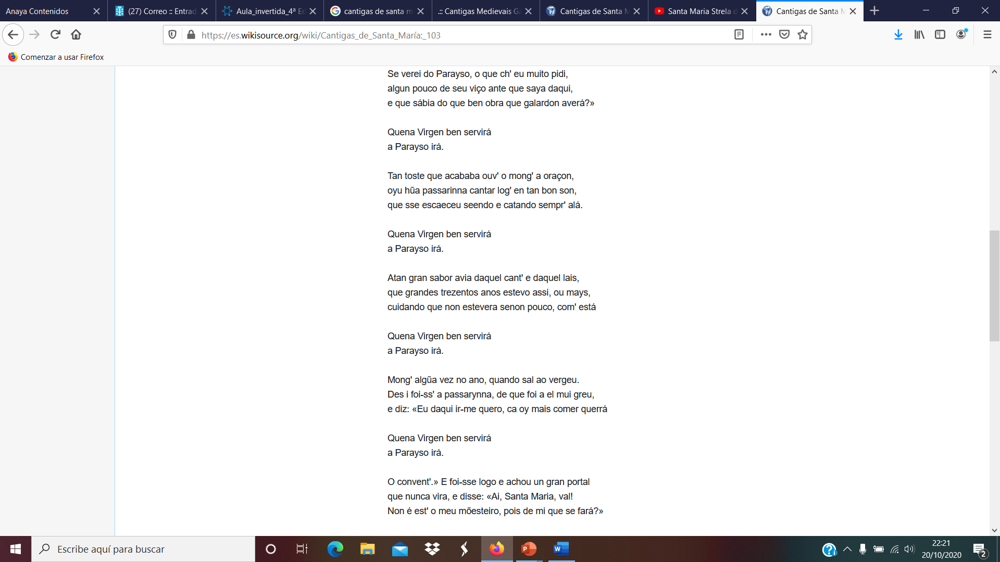 Anaya Contenidos
(27) Correo :: Entrad
Aula_invertida_4ª Ec
cantigas de santa m
.:: Cantigas Medievais Ga
Cantigas de Santa M
Santa Maria Strela d
Cantigas de Santa M
https://es.wikisource.org/wiki/Cantigas_de_Santa_María:_103
Comenzar a usar Firefox
Se verei do Parayso, o que ch' eu muito pidi,
algun pouco de seu viço ante que saya daqui,
e que sábia do que ben obra que galardon averá?»
Quena Virgen ben servirá
a Parayso irá.
Tan toste que acababa ouv' o mong' a oraçon,
oyu hũa passarinna cantar log' en tan bon son,
que sse escaeceu seendo e catando sempr' alá.
Quena Virgen ben servirá
a Parayso irá.
Atan gran sabor avia daquel cant' e daquel lais,
que grandes trezentos anos estevo assi, ou mays,
cuidando que non estevera senon pouco, com' está
Quena Virgen ben servirá
a Parayso irá.
Mong' algũa vez no ano, quando sal ao vergeu.
Des i foi-ss' a passarynna, de que foi a el mui greu,
e diz: «Eu daqui ir-me quero, ca oy mais comer querrá
Quena Virgen ben servirá
a Parayso irá.
O convent'.» E foi-sse logo e achou un gran portal
que nunca vira, e disse: «Ai, Santa Maria, val!
Non é est' o meu mõesteiro, pois de mi que se fará?»
Escribe aquí para buscar
22:21
20/10/2020
2